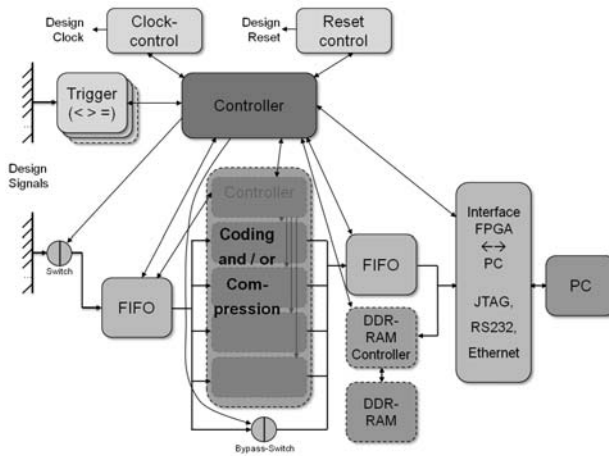 Design
Clock
Clock-
control
Design
Reset
Reset
control
Trigger
(< > =)
Controller
Design
Signals
Switch
FIFO
Controller
Coding
and / or
Com-
pression
Bypass-Switch
FIFO
DDR-
RAM
Controller
DDR-
RAM
Interface
FPGA
<-->
PC
JTAG,
RS232,
Ethernet
PC